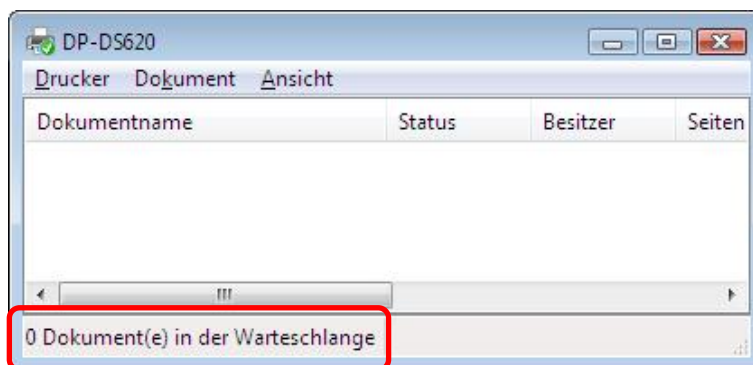 DP-DS620
Drucker Dokument Ansicht
Dokumentname Status Besitzer Seiten
0 Dokument(e) in der Warteschlange